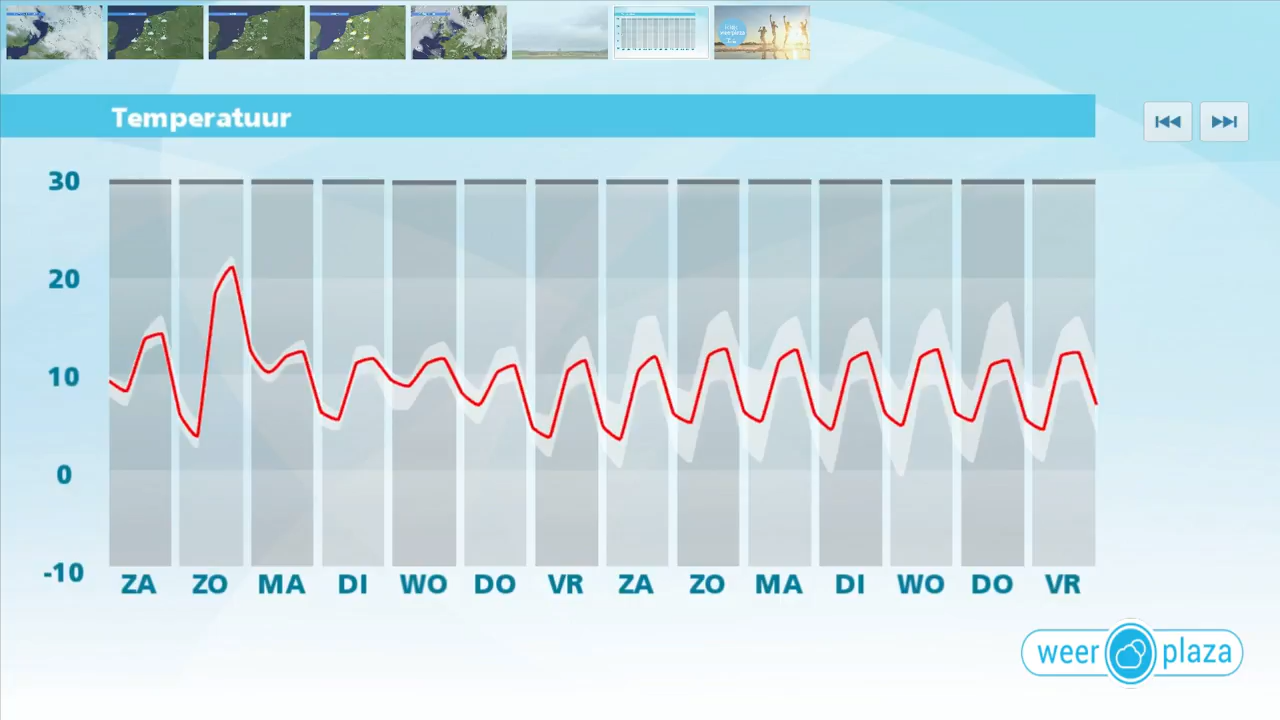 Temperatuur
30
20
10
0
-10
ZA ZO MA DI WO DO VR ZA ZO MA DI WO DO VR
weer plaza